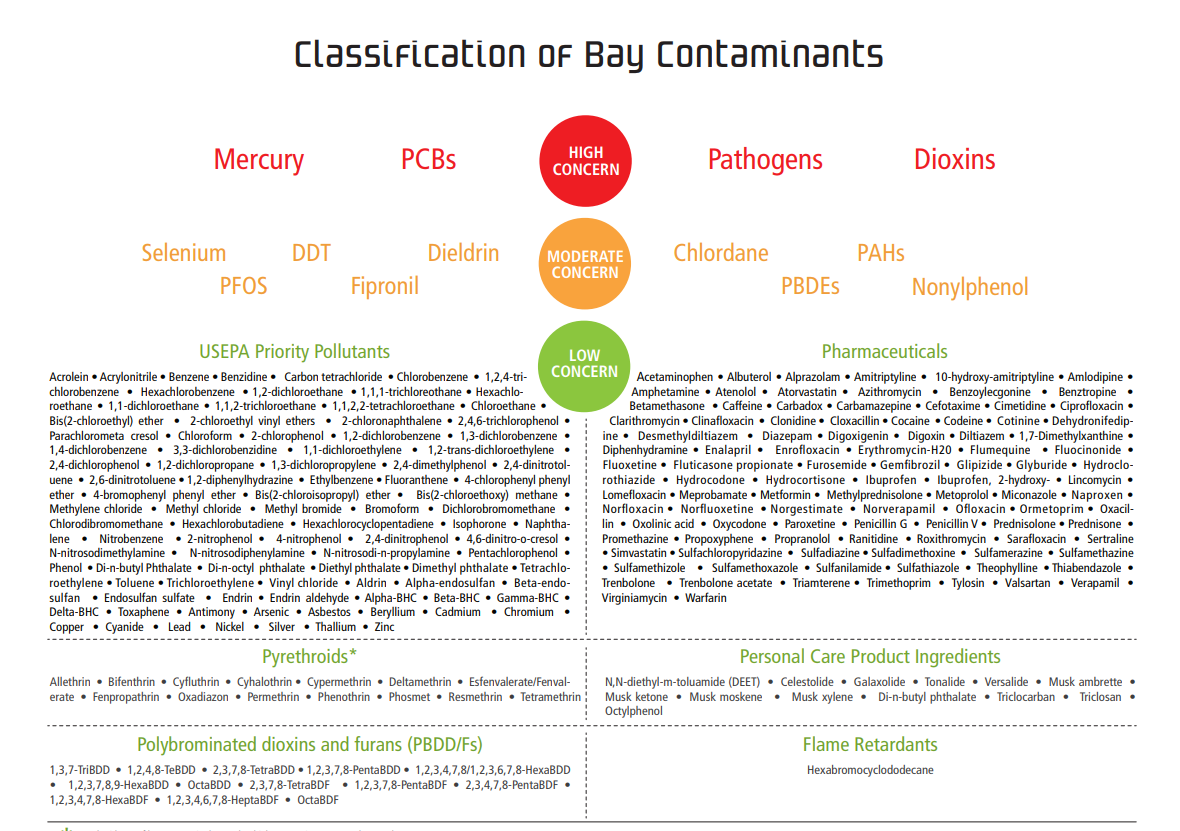 Classification of Bay Contaminants
Mercury PCBs HIGH CONCERN Pathogens Dioxins
Selenium DDT Dieldrin MODERATE CONCERN Chlordane PAHs
PFOS Fipronil PBDEs Nonylphenol
LOW CONCERN
USEPA Priority Pollutants
Acrolein • Acrylonitrile • Benzene • Benzidine • Carbon tetrachloride • Chlorobenzene • 1,2,4-tri-
chlorobenzene • Hexachlorobenzene • 1,2-dichloroethane • 1,1,1-trichloreothane • Hexachlo-
roethane • 1,1-dichloroethane • 1,1,2-trichloroethane • 1,1,2,2-tetrachloroethane • Chloroethane •
Bis(2-chloroethyl) ether • 2-chloroethyl vinyl ethers • 2-chloronaphthalene • 2,4,6-trichlorophenol •
Parachlorometa cresol • Chloroform • 2-chlorophenol • 1,2-dichlorobenzene • 1,3-dichlorobenzene •
1,4-dichlorobenzene • 3,3-dichlorobenzidine • 1,1-dichloroethylene • 1,2-trans-dichloroethylene •
2,4-dichlorophenol • 1,2-dichloropropane • 1,3-dichloropropylene • 2,4-dimethylphenol • 2,4-dinitrotol-
uene • 2,6-dinitrotoluene • 1,2-diphenylhydrazine • Ethylbenzene • Fluoranthene • 4-chlorophenyl phenyl
ether • 4-bromophenyl phenyl ether • Bis(2-chloroisopropyl) ether • Bis(2-chloroethoxy) methane •
Methylene chloride • Methyl chloride • Methyl bromide • Bromoform • Dichlorobromomethane •
Chlorodibromomethane • Hexachlorobutadiene • Hexachlorocyclopentadiene • Isophorone • Naphtha-
lene • Nitrobenzene • 2-nitrophenol • 4-nitrophenol • 2,4-dinitrophenol • 4,6-dinitro-o-cresol •
N-nitrosodimethylamine • N-nitrosodiphenylamine • N-nitrosodi-n-propylamine • Pentachlorophenol •
Phenol • Di-n-butyl Phthalate • Di-n-octyl phthalate • Diethyl phthalate • Dimethyl phthalate • Tetrachlo-
roethylene • Toluene • Trichloroethylene • Vinyl chloride • Aldrin • Alpha-endosulfan • Beta-endo-
sulfan • Endosulfan sulfate • Endrin • Endrin aldehyde • Alpha-BHC • Beta-BHC • Gamma-BHC •
Delta-BHC • Toxaphene • Antimony • Arsenic • Asbestos • Beryllium • Cadmium • Chromium •
Copper • Cyanide • Lead • Nickel • Silver • Thallium • Zinc
Pharmaceuticals
Acetaminophen • Albuterol • Alprazolam • Amitriptyline • 10-hydroxy-amitriptyline • Amlodipine •
Amphetamine • Atenolol • Atorvastatin • Azithromycin • Benzoylecgonine • Benztropine •
Betamethasone • Caffeine • Carbadox • Carbamazepine • Cefotaxime • Cimetidine • Ciprofloxacin •
Clarithromycin • Clinafloxacin • Clonidine • Cloxacillin • Cocaine • Codeine • Cotinine • Dehydronifedip-
ine • Desmethyldiltiazem • Diazepam • Digoxigenin • Digoxin • Diltiazem • 1,7-Dimethylxanthine •
Diphenhydramine • Enalapril • Enrofloxacin • Erythromycin-H20 • Flumequine • Fluocinonide •
Fluoxetine • Fluticasone propionate • Furosemide • Gemfibrozil • Glipizide • Glyburide • Hydroclo-
rothiazide • Hydrocodone • Hydrocortisone • Ibuprofen • Ibuprofen, 2-hydroxy- • Lincomycin •
Lomefloxacin • Meprobamate • Metformin • Methylprednisolone • Metoprolol • Miconazole • Naproxen •
Norfloxacin • Norfluoxetine • Norgestimate • Norverapamil • Ofloxacin • Ormetoprim • Oxacil-
lin • Oxolinic acid • Oxycodone • Paroxetine • Penicillin G • Penicillin V • Prednisolone • Prednisone •
Promethazine • Propoxyphene • Propranolol • Ranitidine • Roxithromycin • Sarafloxacin • Sertraline
• Simvastatin • Sulfachloropyridazine • Sulfadiazine • Sulfadimethoxine • Sulfamerazine • Sulfamethazine
• Sulfamethizole • Sulfamethoxazole • Sulfanilamide • Sulfathiazole • Theophylline • Thiabendazole •
Trenbolone • Trenbolone acetate • Triamterene • Trimethoprim • Tylosin • Valsartan • Verapamil •
Virginiamycin • Warfarin
Pyrethroids*
Allethrin • Bifenthrin • Cyfluthrin • Cyhalothrin • Cypermethrin • Deltamethrin • Esfenvalerate/Fenval-
erate • Fenpropathrin • Oxadiazon • Permethrin • Phenothrin • Phosmet • Resmethrin • Tetramethrin
Personal Care Product Ingredients
N,N-diethyl-m-toluamide (DEET) • Celestolide • Galaxolide • Tonalide • Versalide • Musk ambrette •
Musk ketone • Musk moskene • Musk xylene • Di-n-butyl phthalate • Triclocarban • Triclosan •
Octylphenol
Polybrominated dioxins and furans (PBDD/Fs)
1,3,7-TriBDD • 1,2,4,8-TeBDD • 2,3,7,8-TetraBDD • 1,2,3,7,8-PentaBDD • 1,2,3,4,7,8/1,2,3,6,7,8-HexaBDD
• 1,2,3,7,8,9-HexaBDD • OctaBDD • 2,3,7,8-TetraBDF • 1,2,3,7,8-PentaBDF • 2,3,4,7,8-PentaBDF •
1,2,3,4,7,8-HexaBDF • 1,2,3,4,6,7,8-HeptaBDF • OctaBDF
Flame Retardants
Hexabromocyclododecane